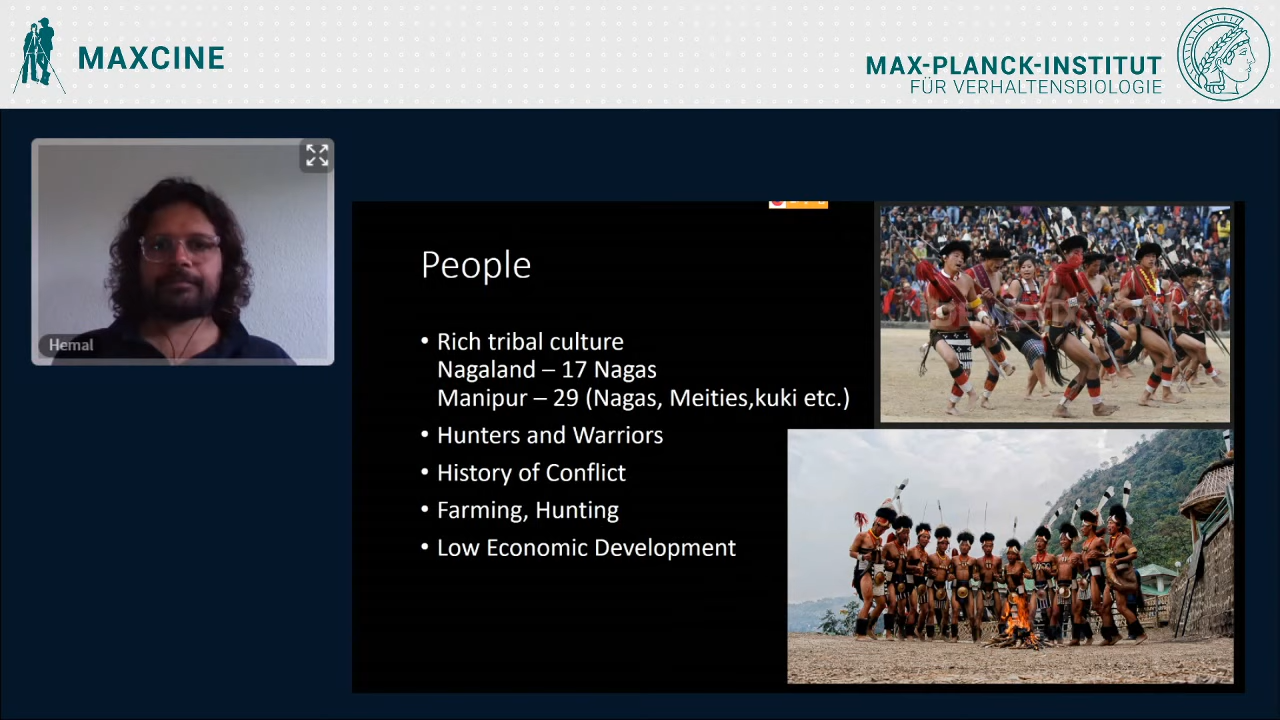 MAXCINE
MAX-PLANCK-INSTITUT
FÜR VERHALTENSBIOLOGIE
Hemal
People
• Rich tribal culture
Nagaland – 17 Nagas
Manipur – 29 (Nagas, Meities,kuki etc.)
• Hunters and Warriors
• History of Conflict
• Farming, Hunting
• Low Economic Development